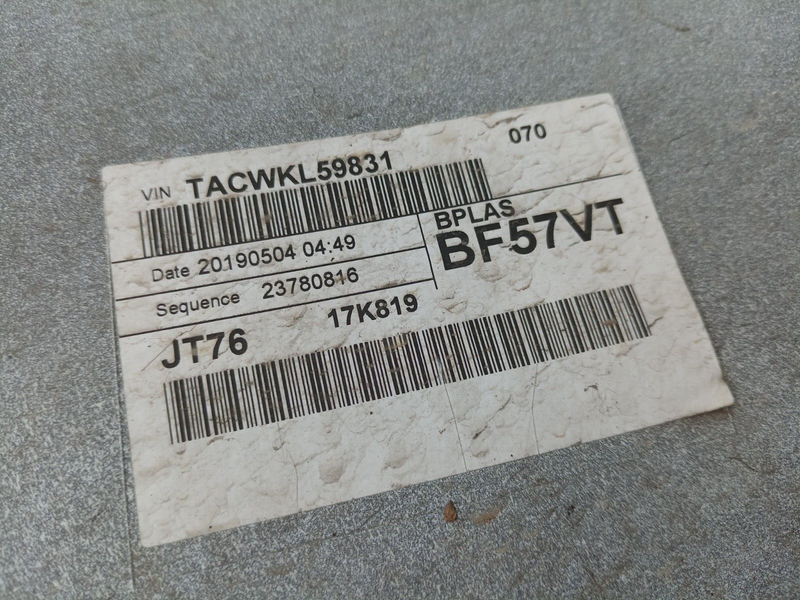 070
VIN TACWKL59831
BPLAS
BF57VT
Date 20190504 04:49
Sequence 23780816
JT76 17K819